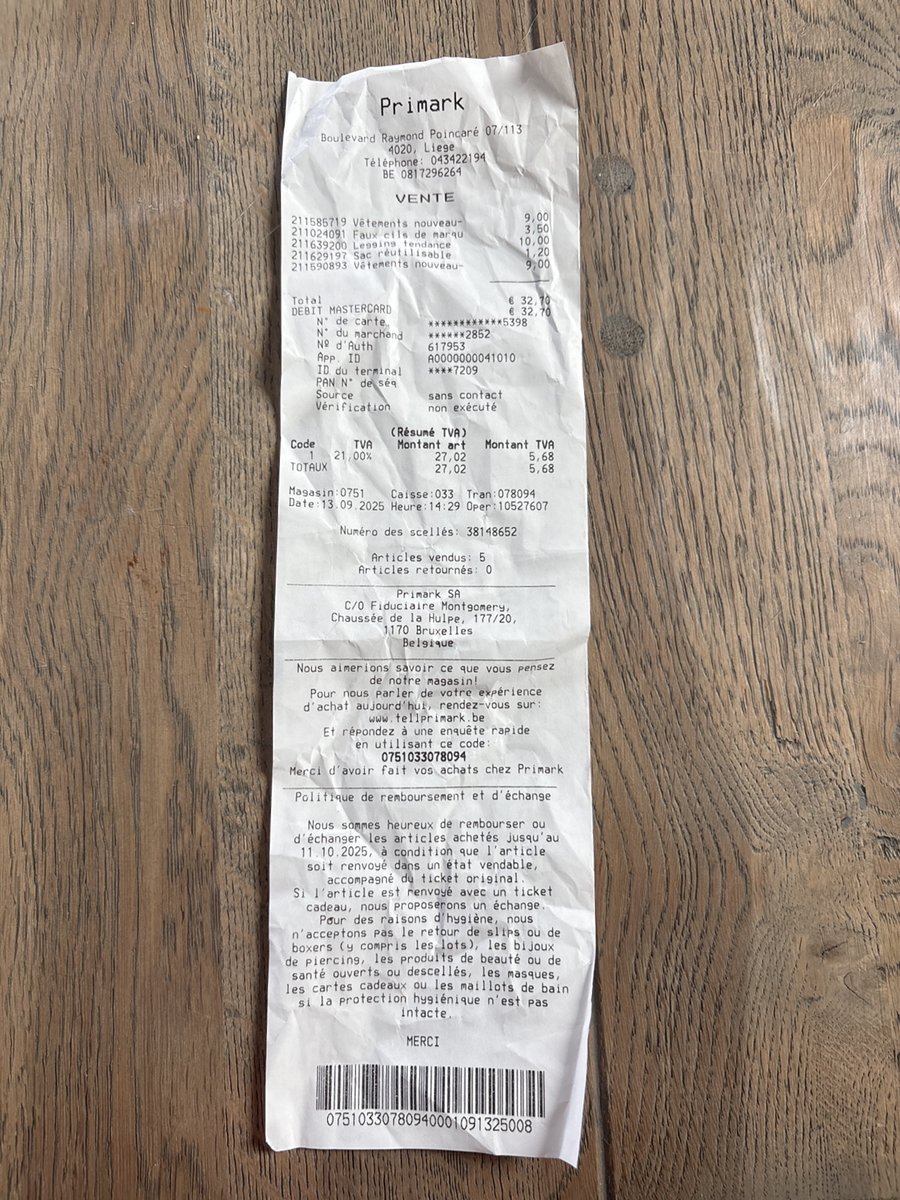 Primark
Boulevard Raymond Poincaré 07/113
4020, Liege
Téléphone: 043422194
BE 0817296264
VENTE
211585719 Vêtements nouveau- 9,00
211024091 Faux cils de marqu 3,50
211639200 Legging tendance 10,00
211629197 Sac réutilisable 1,20
211590893 Vêtements nouveau- 9,00
Total € 32,70
DEBIT MASTERCARD € 32,70
N° de carte ************5398
N° du marchand ******2852
Nº d'Auth 617953
App. ID A0000000041010
ID du terminal ****7209
PAN N° de séq
Source sans contact
Vérification non exécuté
(Résumé TVA)
Code TVA Montant art Montant TVA
1 21,00% 27,02 5,68
TOTAUX 27,02 5,68
Magasin:0751 Caisse:033 Tran:078094
Date:13.09.2025 Heure:14:29 Oper:10527607
Numéro des scellés: 38148652
Articles vendus: 5
Articles retournés: 0
Primark SA
C/O Fiduciaire Montgomery,
Chaussée de la Hulpe, 177/20,
1170 Bruxelles
Belgique
Nous aimerions savoir ce que vous pensez
de notre magasin!
Pour nous parler de votre expérience
d'achat aujourd'hui, rendez-vous sur:
www.tellprimark.be
Et répondez à une enquête rapide
en utilisant ce code:
0751033078094
Merci d'avoir fait vos achats chez Primark
Politique de remboursement et d'échange
Nous sommes heureux de rembourser ou
d'échanger les articles achetés jusqu'au
11.10.2025, à condition que l'article
soit renvoyé dans un état vendable,
accompagné du ticket original.
Si l'article est renvoyé avec un ticket
cadeau, nous proposerons un échange.
Pour des raisons d'hygiène, nous
n'acceptons pas le retour de slips ou de
boxers (y compris les lots), les bijoux
de piercing, les produits de beauté ou de
santé ouverts ou descellés, les masques,
les cartes cadeaux ou les maillots de bain
si la protection hygiénique n'est pas
intacte.
MERCI
07510330780940001091325008